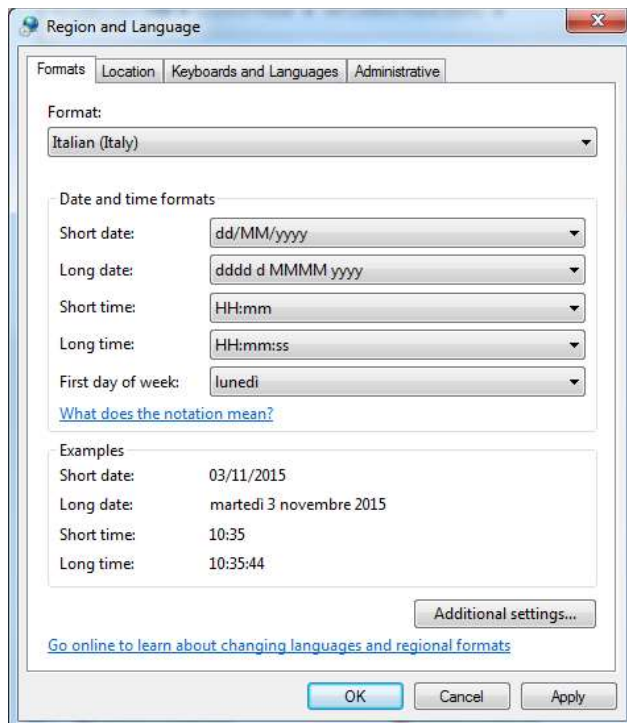 Region and Language
Formats Location Keyboards and Languages Administrative
Format:
Italian (Italy)
Date and time formats
Short date: dd/MM/yyyy
Long date: dddd d MMMM yyyy
Short time: HH:mm
Long time: HH:mm:ss
First day of week: lunedì
What does the notation mean?
Examples
Short date: 03/11/2015
Long date: martedì 3 novembre 2015
Short time: 10:35
Long time: 10:35:44
Additional settings...
Go online to learn about changing languages and regional formats
OK Cancel Apply